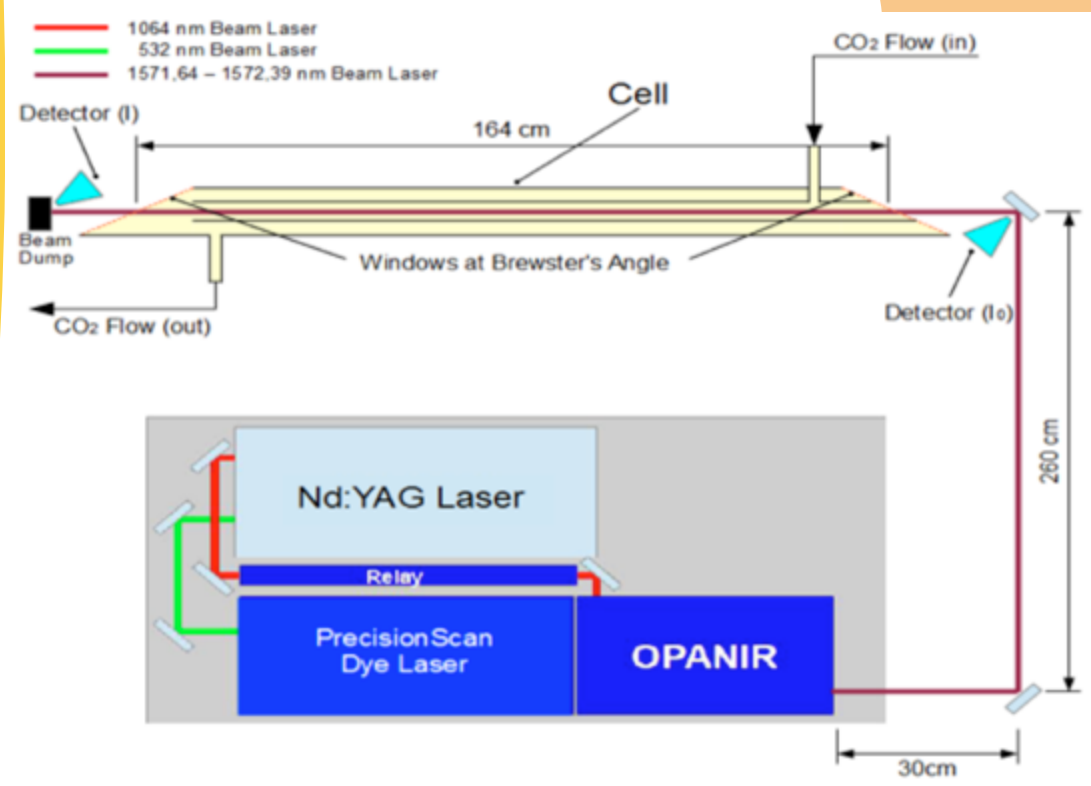 1064 nm Beam Laser
532 nm Beam Laser
1571,64 – 1572,39 nm Beam Laser
CO₂ Flow (in)
Detector (I)
Cell
164 cm
Beam
Dump
Windows at Brewster's Angle
Detector (I₀)
CO₂ Flow (out)
260 cm
Nd:YAG Laser
Relay
PrecisionScan
Dye Laser
OPANIR
30cm